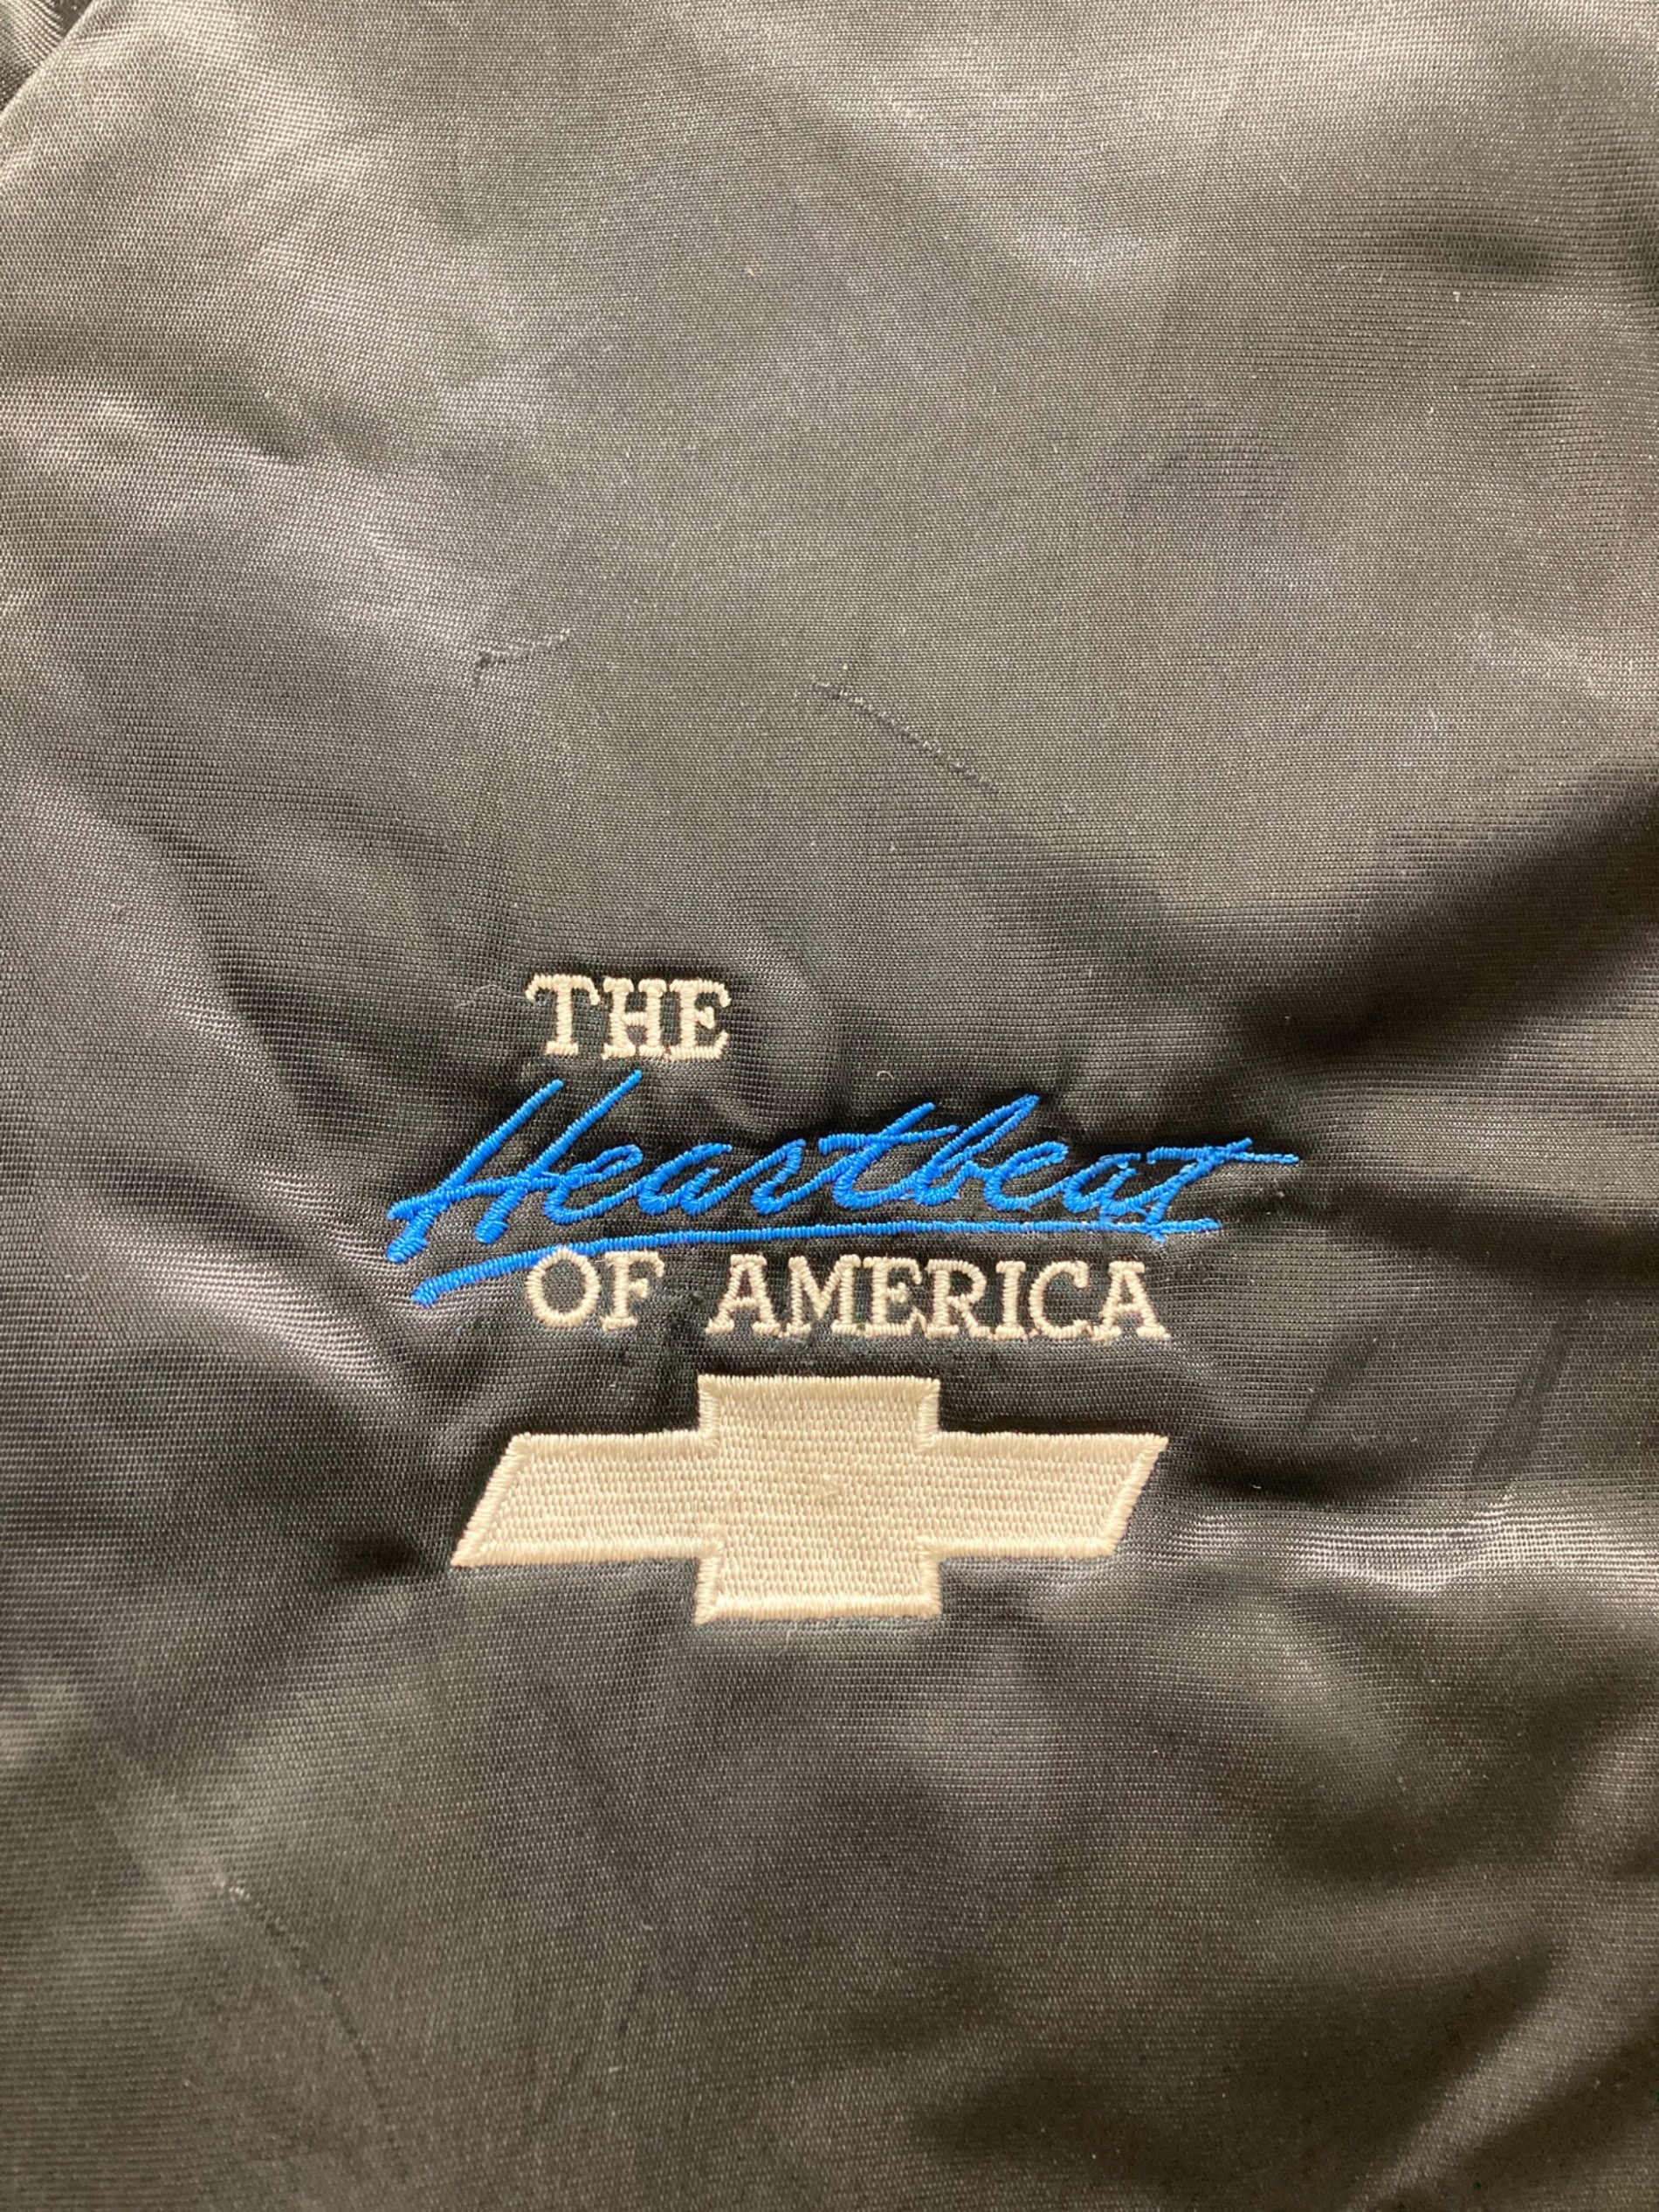 THE
Heartbeat
OF AMERICA